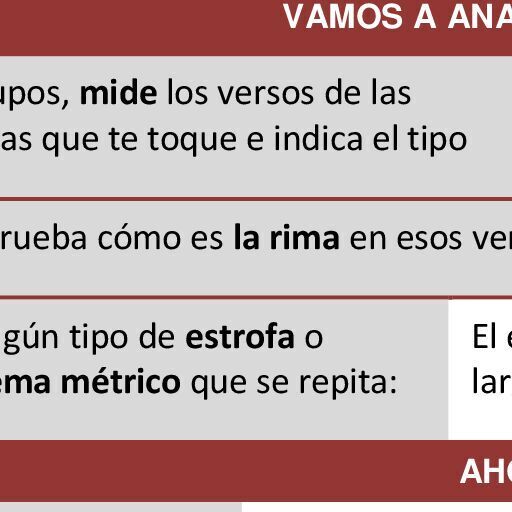 VAMOS A ANA
upos, mide los versos de las
as que te toque e indica el tipo
rueba cómo es la rima en esos ver
gún tipo de estrofa o
ema métrico que se repita:
El e
lar
AHO